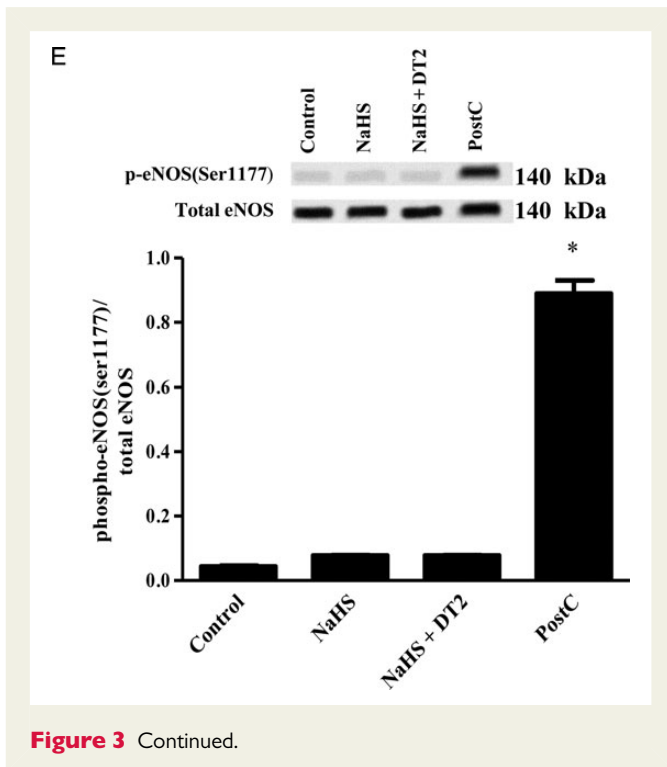 E
Control
NaHS
NaHS + DT2
PostC
p-eNOS(Ser1177)
140 kDa
Total eNOS
140 kDa
*
phospho-eNOS(ser1177)/
total eNOS
1.0
0.8
0.6
0.4
0.2
0.0
Control
NaHS
NaHS + DT2
PostC
Figure 3 Continued.